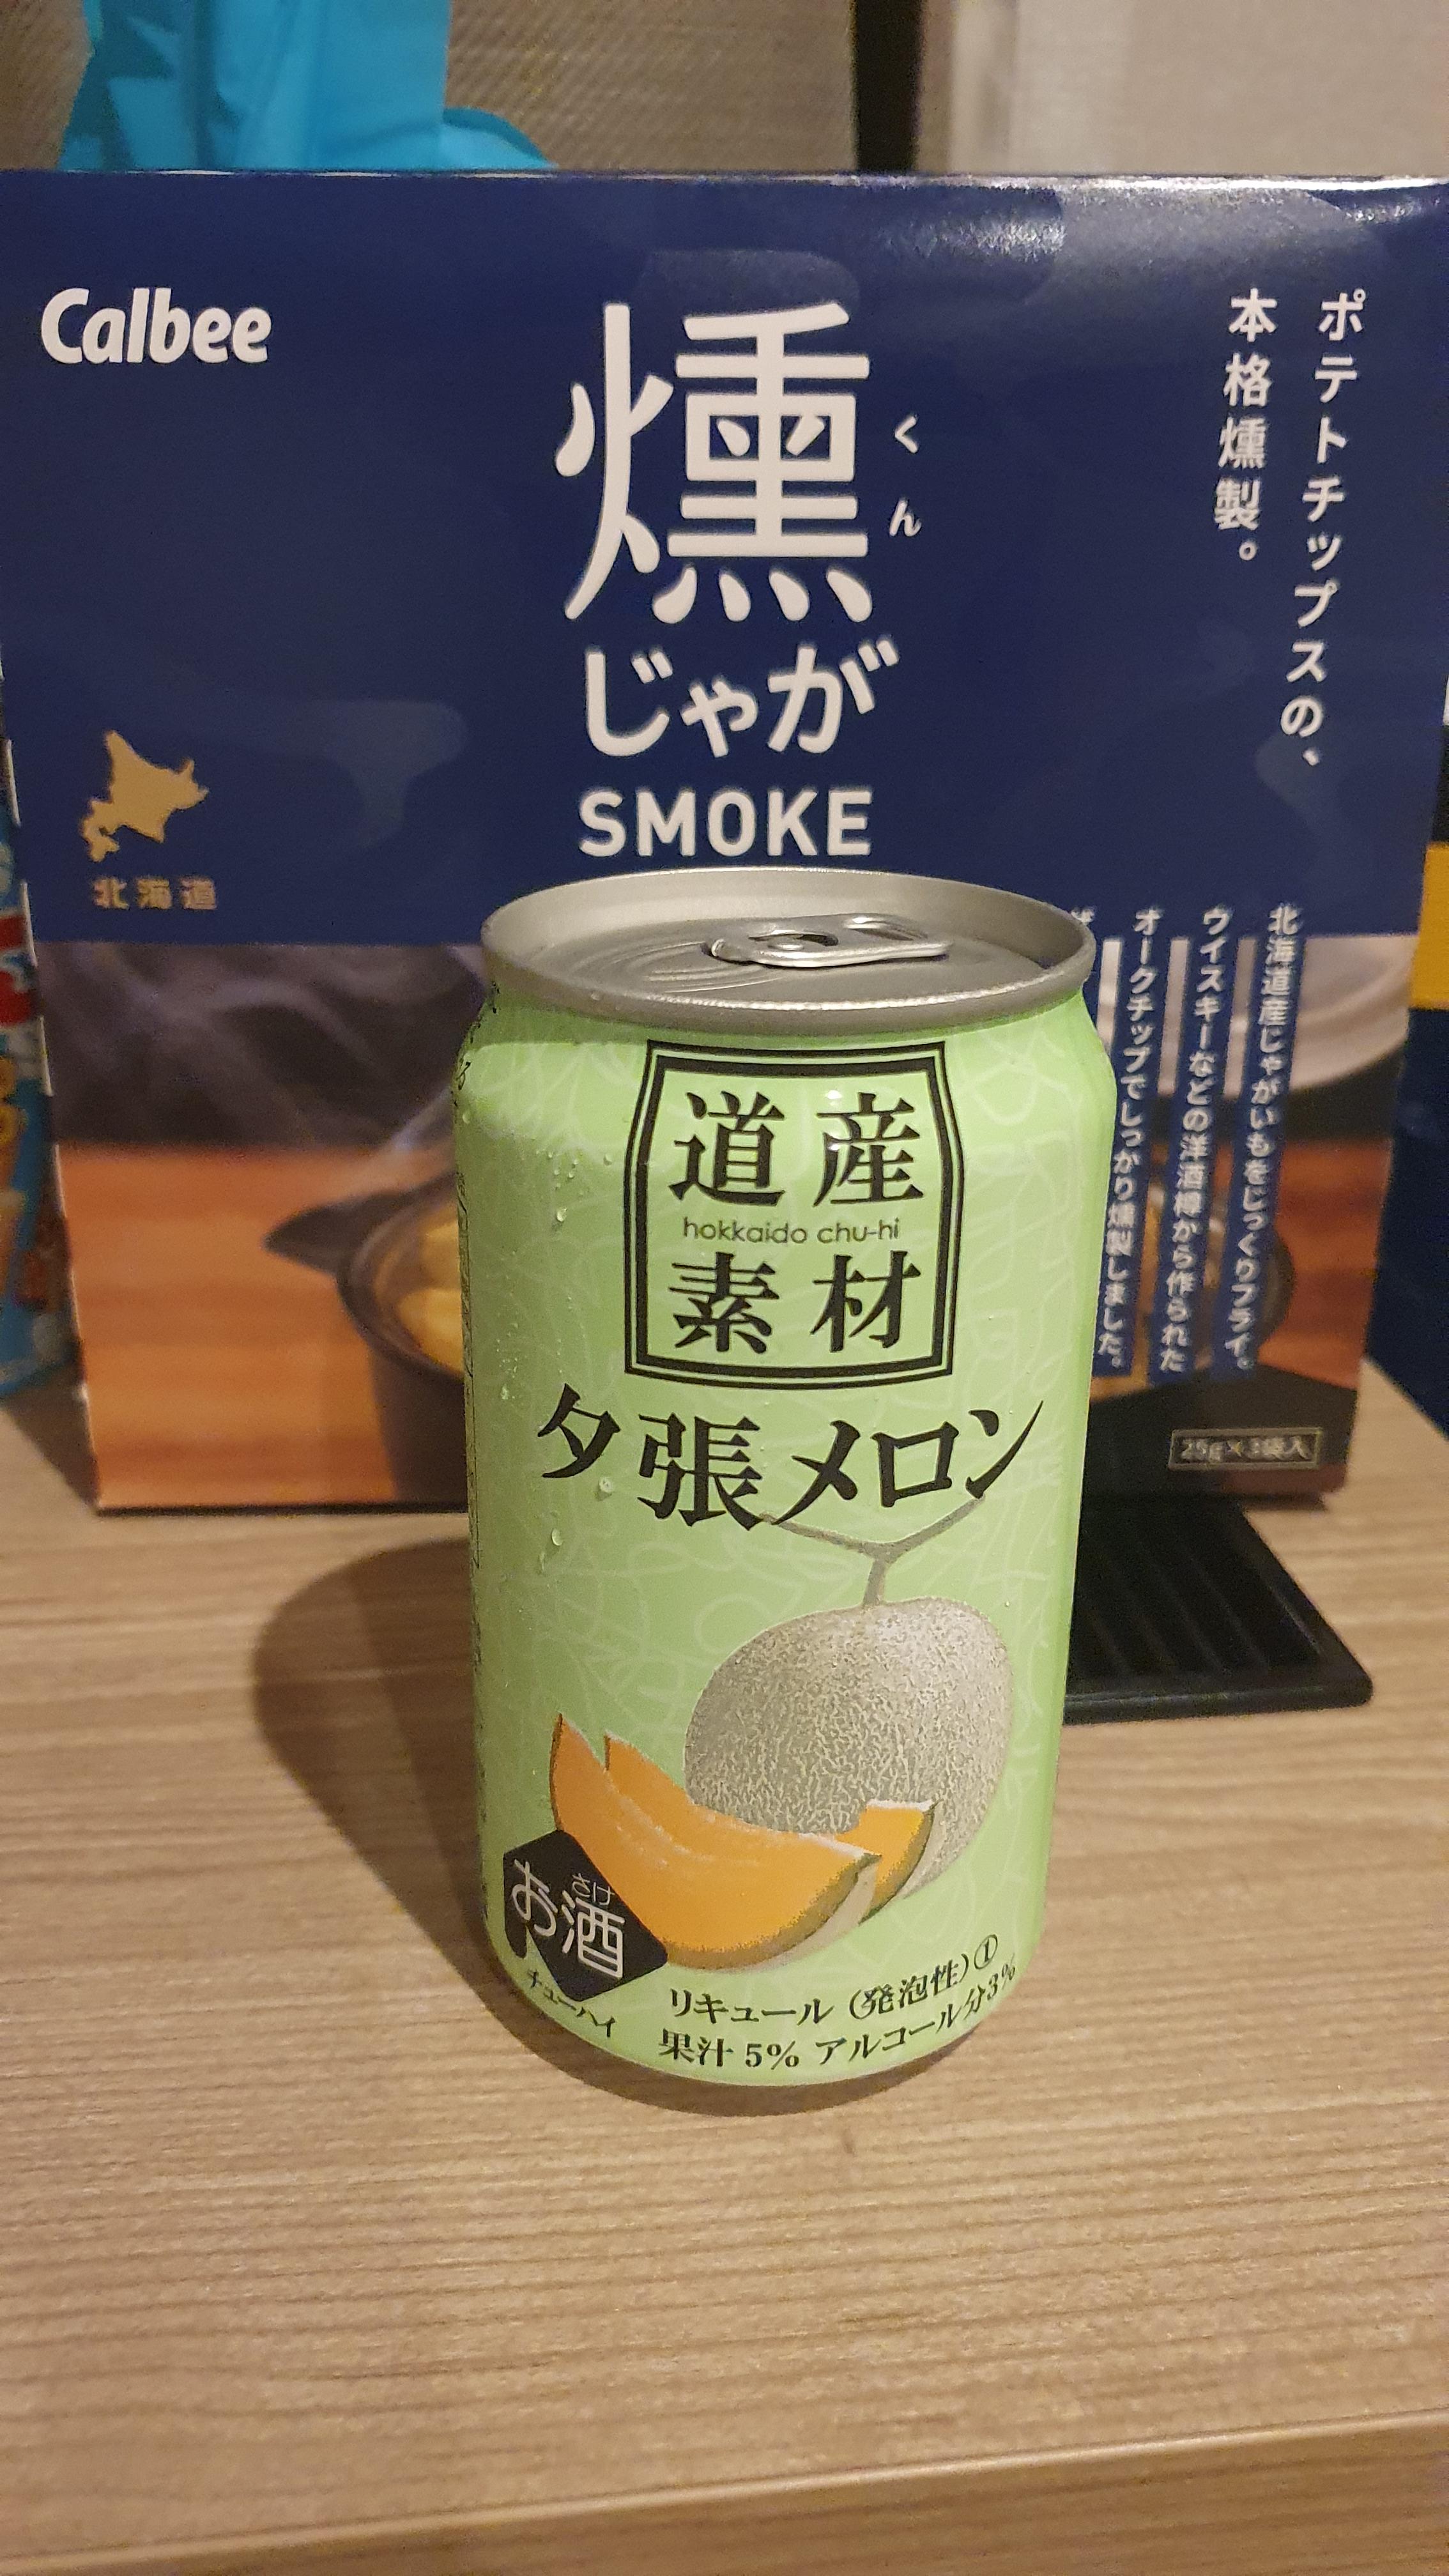 Calbee
燻
くん
じゃが
SMOKE
ポテトチップスの、
本格燻製。
北海道
北海道産じゃがいもをじっくりフライ。
ウイスキーなどの洋酒樽から作られた
オークチップでしっかり燻製しました。
25g×3袋入
道産
hokkaido chu-hi
素材
夕張メロン
さけ
お酒
チューハイ
リキュール（発泡性）①
果汁 5% アルコール分3%